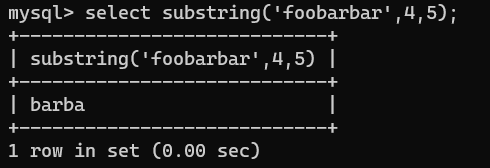 mysql> select substring('foobarbar',4,5);
+----------------------------+
| substring('foobarbar',4,5) |
+----------------------------+
| barba                      |
+----------------------------+
1 row in set (0.00 sec)